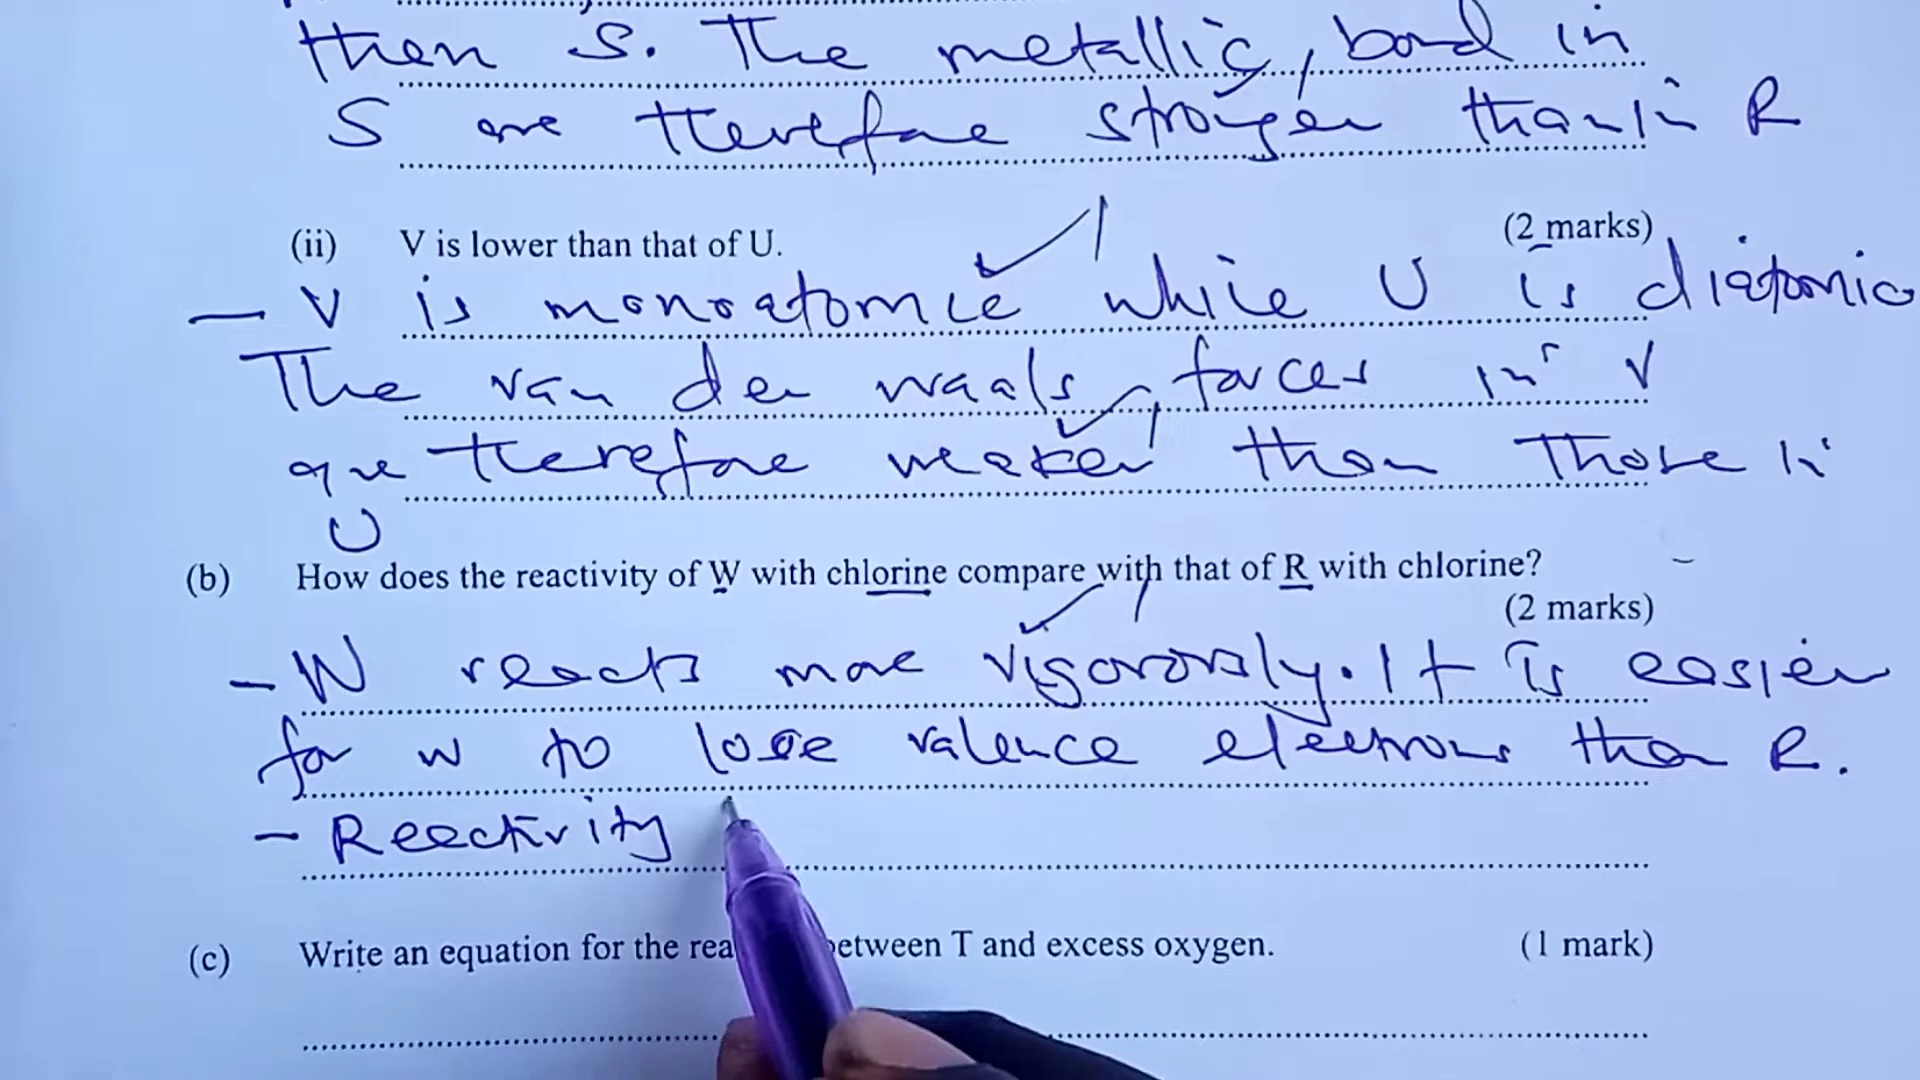 then S. The metallic bond in
S are therefore stronger than in R
(ii) V is lower than that of U. (2 marks)
- V is monoatomic while U is diatomic
The van der waals forces in V
are therefore weaker than those in
U
(b) How does the reactivity of W with chlorine compare with that of R with chlorine?
(2 marks)
- W reacts more vigorously. It is easier
for W to lose valence electrons than R.
- Reactivity
(c) Write an equation for the rea etween T and excess oxygen. (1 mark)